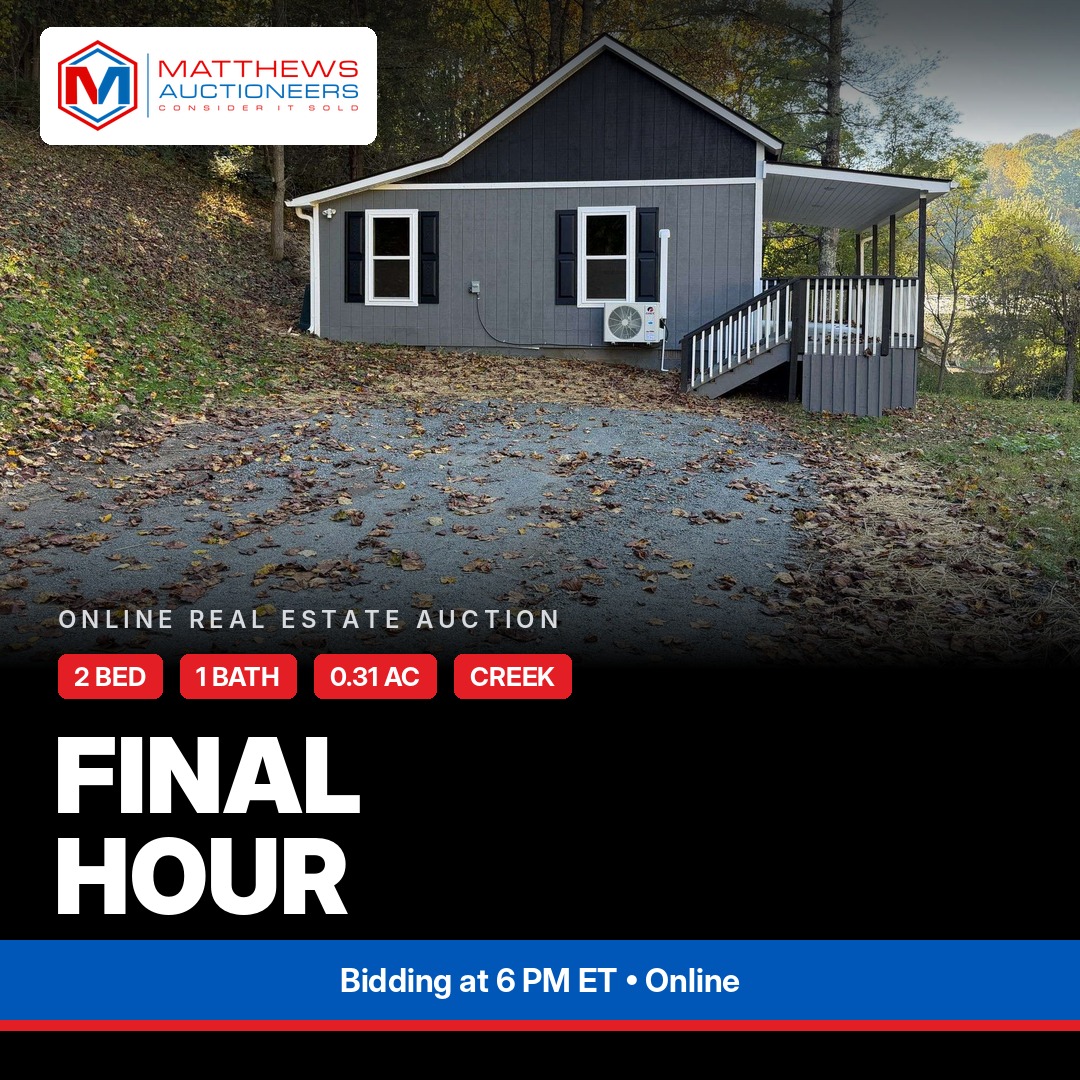 MATTHEWS
AUCTIONEERS
CONSIDER IT SOLD
ONLINE REAL ESTATE AUCTION
2 BED 1 BATH 0.31 AC CREEK
FINAL
HOUR
Bidding at 6 PM ET • Online